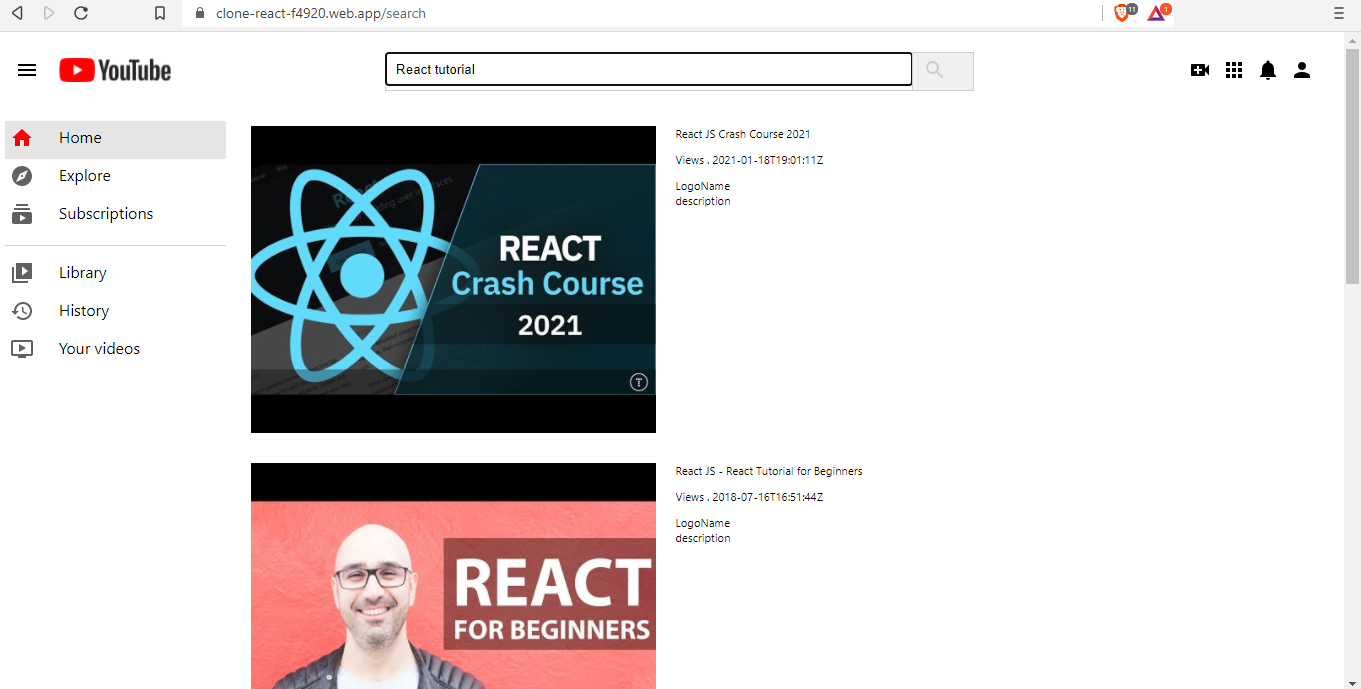 clone-react-f4920.web.app/search
11
1
YouTube
React tutorial
Home
Explore
Subscriptions
Library
History
Your videos
REACT
Crash Course
2021
T
React JS Crash Course 2021
Views . 2021-01-18T19:01:11Z
LogoName
description
REACT
FOR BEGINNERS
React JS - React Tutorial for Beginners
Views . 2018-07-16T16:51:44Z
LogoName
description